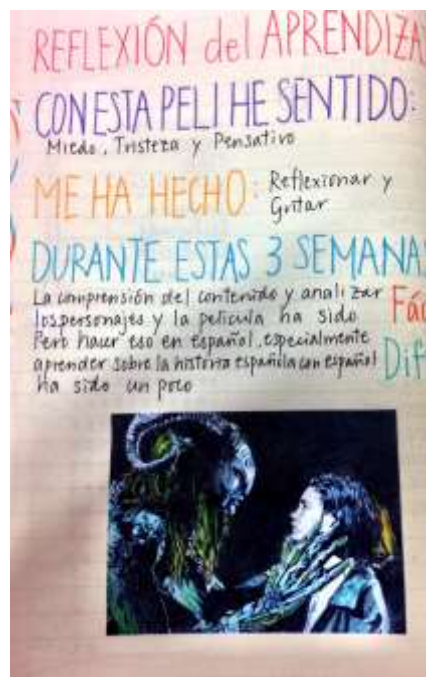 REFLEXIÓN del APRENDIZA
CON ESTA PELI HE SENTIDO:
Miedo, Tristeza y Pensativo
ME HA HECHO: Reflexionar y
Gritar
DURANTE ESTAS 3 SEMANA
La comprensión del contenido y analizar
los personajes y la película ha sido Fác
Pero hacer eso en español, especialmente
aprender sobre la historia española con español Dif
ha sido un poco